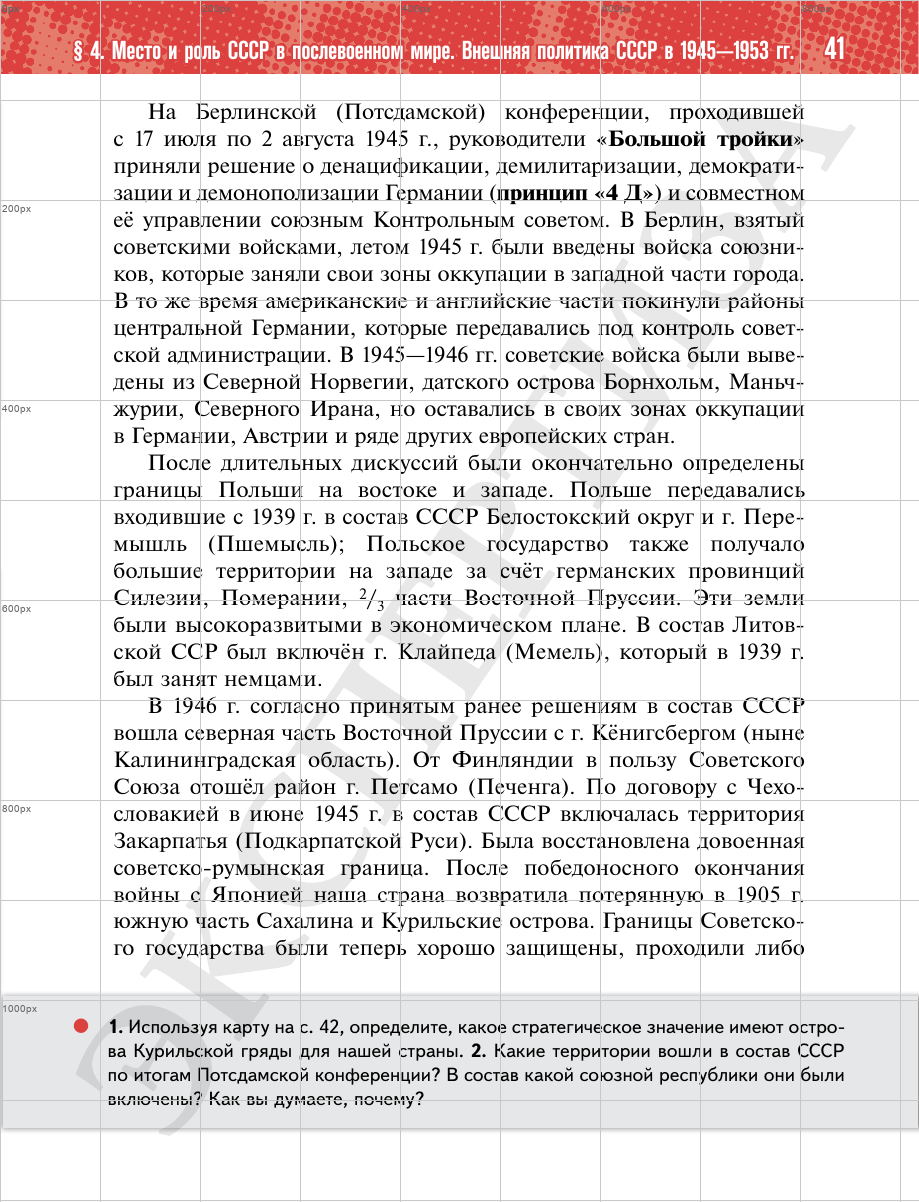 § 4. Место и роль СССР в послевоенном мире. Внешняя политика СССР в 1945—1953 гг. 41
На Берлинской (Потсдамской) конференции, проходившей
с 17 июля по 2 августа 1945 г., руководители «Большой тройки»
приняли решение о денацификации, демилитаризации, демократи-
зации и демонополизации Германии (принцип «4 Д») и совместном
её управлении союзным Контрольным советом. В Берлин, взятый
советскими войсками, летом 1945 г. были введены войска союзни-
200px
ков, которые заняли свои зоны оккупации в западной части города.
В то же время американские и английские части покинули районы
центральной Германии, которые передавались под контроль совет-
ской администрации. В 1945—1946 гг. советские войска были выве-
дены из Северной Норвегии, датского острова Борнхольм, Мань­ч-
журии, Северного Ирана, но оставались в своих зонах оккупации
400px
в Германии, Австрии и ряде других европейских стран.
После длительных дискуссий были окончательно определены
границы Польши на востоке и западе. Польше передавались
входившие с 1939 г. в состав СССР Белостокский округ и г. Пере-
мышль (Пшемысль); Польское государство также получало
большие территории на западе за счёт германских провинций
Силезии, Померании, 2/3 части Восточной Пруссии. Эти земли
600px
были высокоразвитыми в экономическом плане. В состав Литов-
ской ССР был включён г. Клайпеда (Мемель), который в 1939 г.
был занят немцами.
В 1946 г. согласно принятым ранее решениям в состав СССР
вошла северная часть Восточной Пруссии с г. Кёнигсбергом (ныне
Калининградская область). От Финляндии в пользу Советского
Союза отошёл район г. Петсамо (Печенга). По договору с Чехо-
800px
словакией в июне 1945 г. в состав СССР включалась территория
Закарпатья (Подкарпатской Руси). Была восстановлена довоенная
советско-румынская граница. После победоносного окончания
войны с Японией наша страна возвратила потерянную в 1905 г.
южную часть Сахалина и Курильские острова. Границы Советско-
го государства были теперь хорошо защищены, проходили либо
1000px
1. Используя карту на с. 42, определите, какое стратегическое значение имеют остро-
ва Курильской гряды для нашей страны. 2. Какие территории вошли в состав СССР
по итогам Потсдамской конференции? В состав какой союзной республики они были
включены? Как вы думаете, почему?
ЭКСПЕРТИЗА